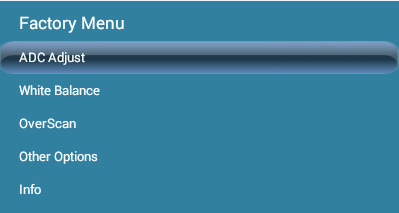 Factory Menu
ADC Adjust
White Balance
OverScan
Other Options
Info